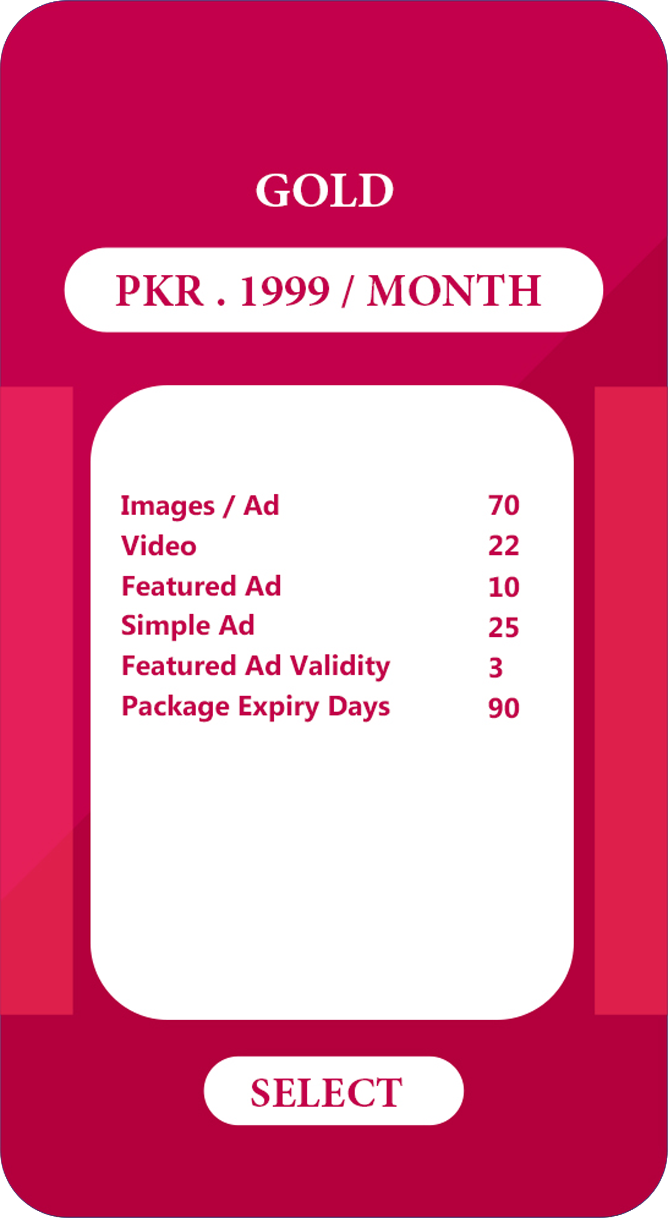 GOLD
PKR . 1999 / MONTH
Images / Ad 70
Video 22
Featured Ad 10
Simple Ad 25
Featured Ad Validity 3
Package Expiry Days 90
SELECT